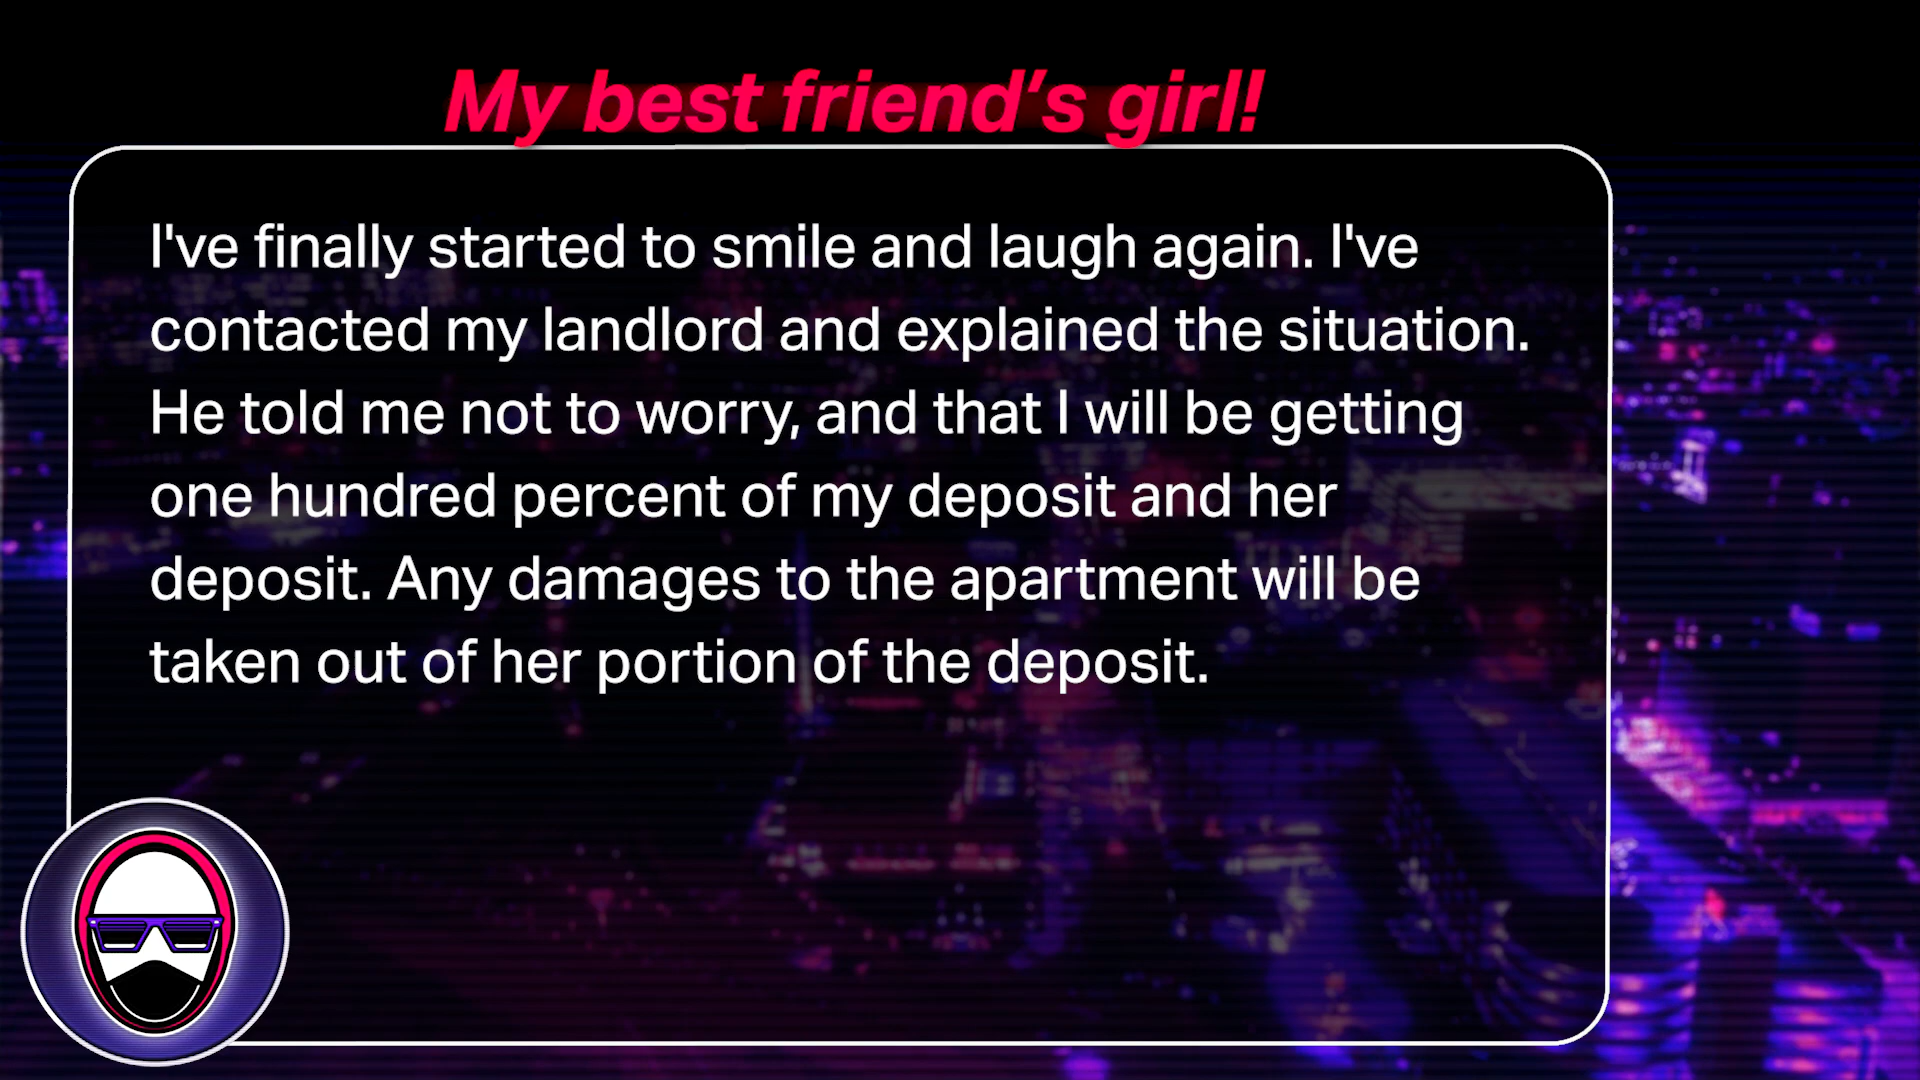 My best friend’s girl!
I've finally started to smile and laugh again. I've
contacted my landlord and explained the situation.
He told me not to worry, and that I will be getting
one hundred percent of my deposit and her
deposit. Any damages to the apartment will be
taken out of her portion of the deposit.